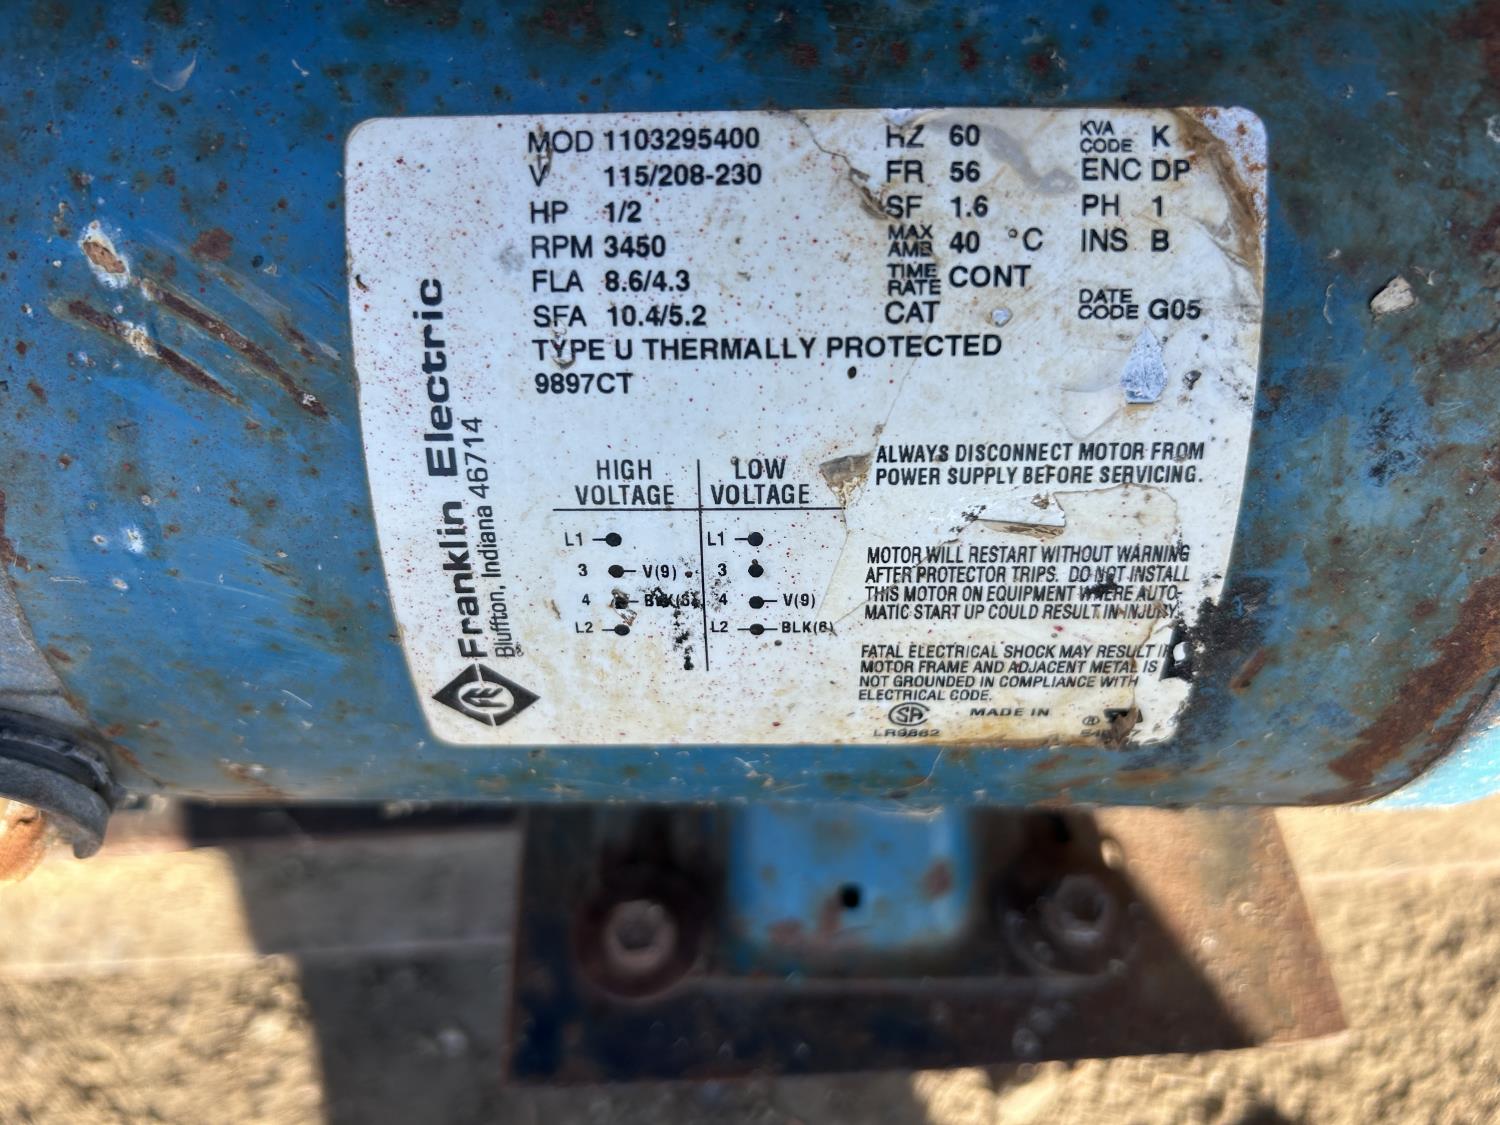 Franklin Electric
Bluffton, Indiana 46714
MOD 1103295400
V 115/208-230
HP 1/2
RPM 3450
FLA 8.6/4.3
SFA 10.4/5.2
TYPE U THERMALLY PROTECTED
9897CT
HZ 60
FR 56
SF 1.6
MAX AMB 40 °C
TIME RATE CONT
CAT
KVA CODE K
ENC DP
PH 1
INS B
DATE CODE G05
HIGH VOLTAGE
L1
3 V(9)
4
L2
LOW VOLTAGE
L1
3
4 V(9)
L2 BLK(6)
ALWAYS DISCONNECT MOTOR FROM
POWER SUPPLY BEFORE SERVICING.
MOTOR WILL RESTART WITHOUT WARNING
AFTER PROTECTOR TRIPS. DO NOT INSTALL
THIS MOTOR ON EQUIPMENT WHERE AUTO-
MATIC START UP COULD RESULT IN INJURY.
FATAL ELECTRICAL SHOCK MAY RESULT IF
MOTOR FRAME AND ADJACENT METAL IS
NOT GROUNDED IN COMPLIANCE WITH
ELECTRICAL CODE.
SA MADE IN
LR9862